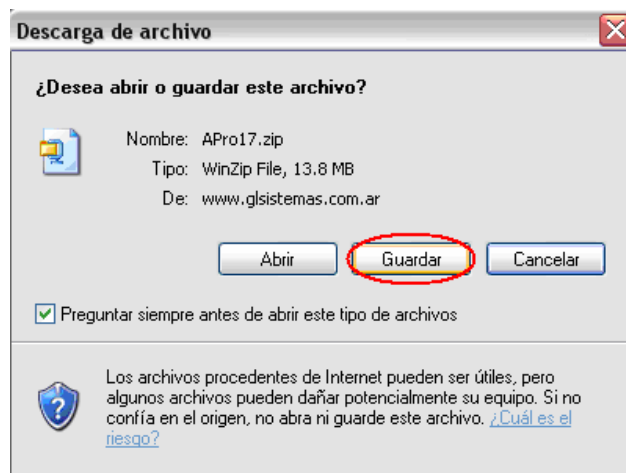 Descarga de archivo
¿Desea abrir o guardar este archivo?
Nombre: APro17.zip
Tipo: WinZip File, 13.8 MB
De: www.glsistemas.com.ar
Abrir Guardar Cancelar
Preguntar siempre antes de abrir este tipo de archivos
Los archivos procedentes de Internet pueden ser útiles, pero
algunos archivos pueden dañar potencialmente su equipo. Si no
confía en el origen, no abra ni guarde este archivo. ¿Cuál es el
riesgo?